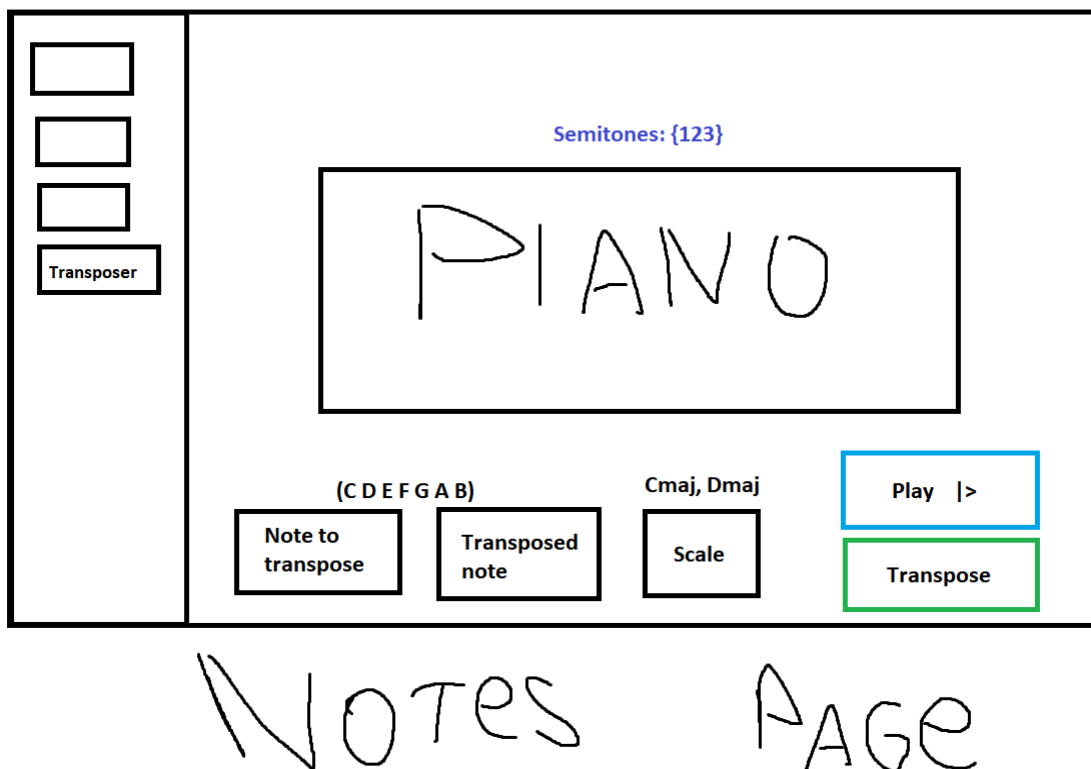 Semitones: {123}
PIANO
Transposer
(C D E F G A B)
Cmaj, Dmaj
Play |>
Note to
transpose
Transposed
note
Scale
Transpose
NOTes PAGe